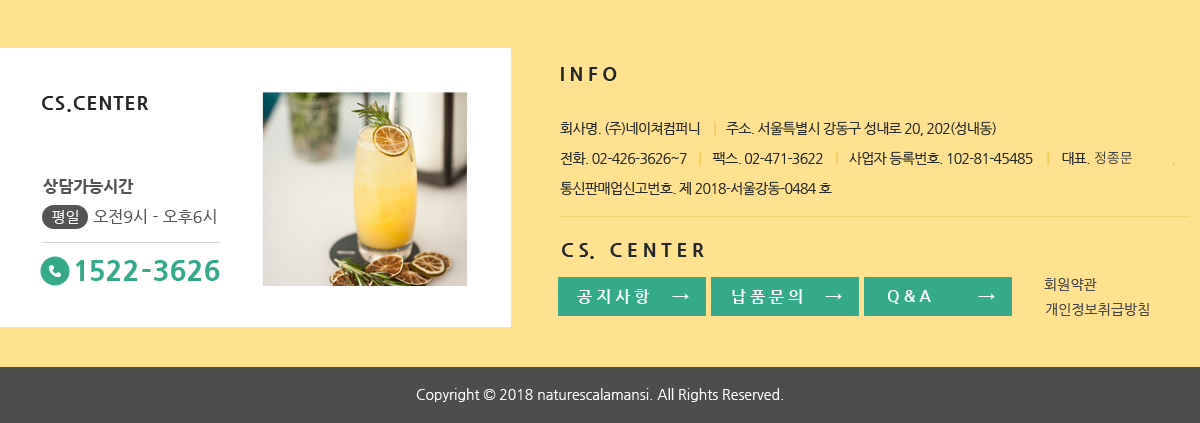 CS.CENTER
상담가능시간
평일 오전9시 - 오후6시
1522-3626
INFO
회사명. (주)네이쳐컴퍼니 | 주소. 서울특별시 강동구 성내로 20, 202(성내동)
전화. 02-426-3626~7 | 팩스. 02-471-3622 | 사업자 등록번호. 102-81-45485 | 대표. 정종문
통신판매업신고번호. 제 2018-서울강동-0484 호
CS. CENTER
공지사항 → 납품문의 → Q&A →
회원약관
개인정보취급방침
Copyright © 2018 naturescalamansi. All Rights Reserved.